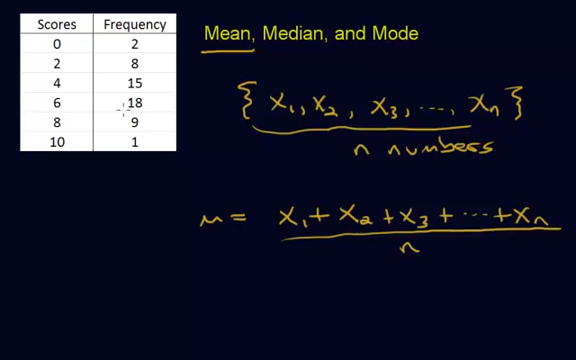 Scores Frequency
0 2
2 8
4 15
6 18
8 9
10 1
Mean, Median, and Mode
{ x₁, x₂, x₃, ..., xₙ }
n numbers
μ = x₁ + x₂ + x₃ + ... + xₙ
n